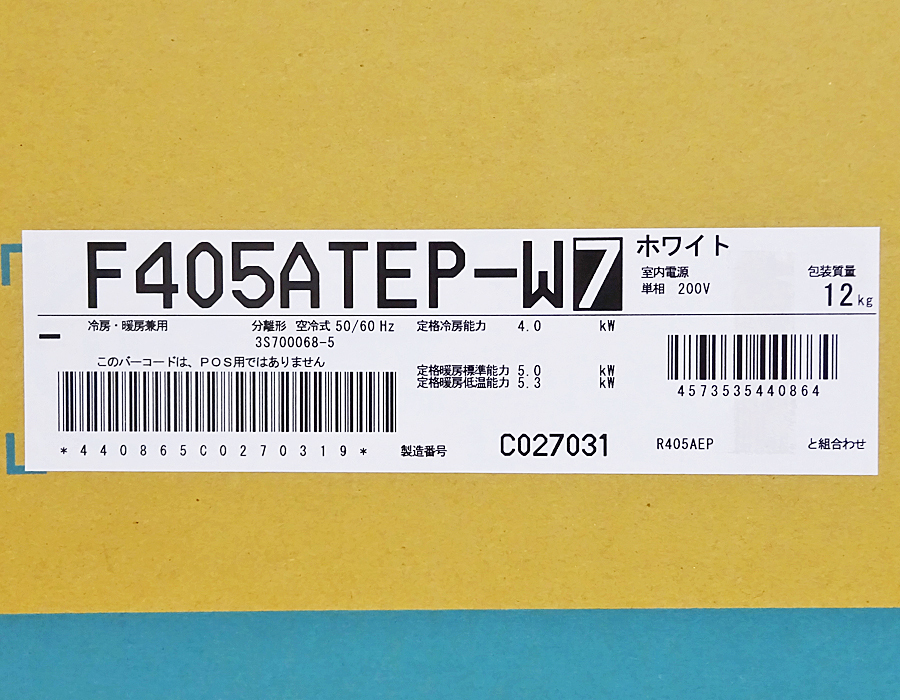 F405ATEP-W7 ホワイト
室内電源
単相 200V
包装質量
12kg
冷房・暖房兼用 分離形 空冷式 50/60Hz
3S700068-5
定格冷房能力 4.0 kW
このバーコードは、POS用ではありません
定格暖房標準能力 5.0 kW
定格暖房低温能力 5.3 kW
4573535440864
*440865C0270319*
製造番号 C027031
R405AEP と組合わせ